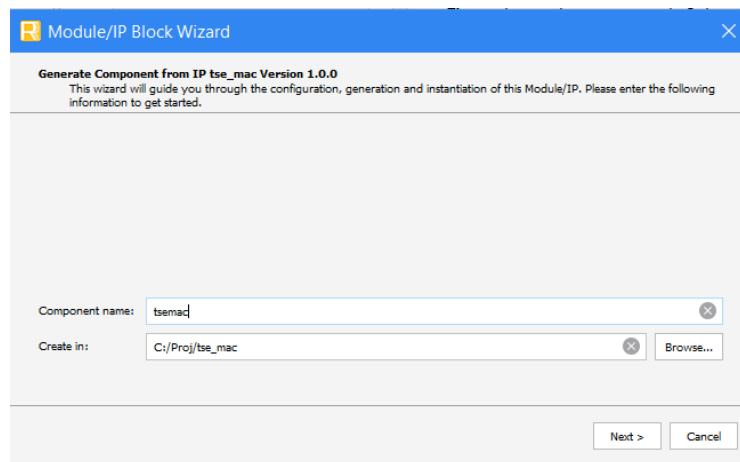 Module/IP Block Wizard
Generate Component from IP tse_mac Version 1.0.0
This wizard will guide you through the configuration, generation and instantiation of this Module/IP. Please enter the following
information to get started.
Component name: tsemac
Create in: C:/Proj/tse_mac Browse...
Next > Cancel